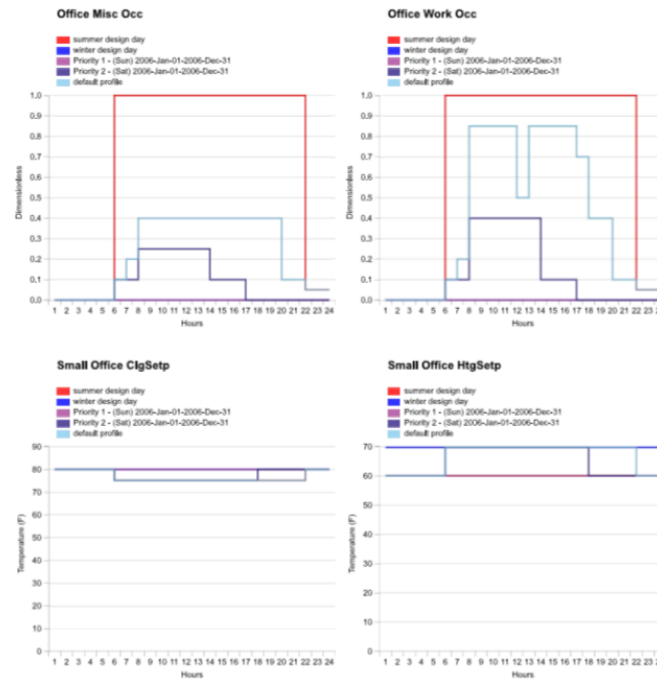 Office Misc Occ
summer design day
winter design day
Priority 1 - (Sun) 2006-Jan-01-2006-Dec-31
Priority 2 - (Sat) 2006-Jan-01-2006-Dec-31
default profile
1.0
0.9
0.8
0.7
0.6
0.5
0.4
0.3
0.2
0.1
0.0
Dimensionless
1 2 3 4 5 6 7 8 9 10 11 12 13 14 15 16 17 18 19 20 21 22 23 24
Hours
Office Work Occ
summer design day
winter design day
Priority 1 - (Sun) 2006-Jan-01-2006-Dec-31
Priority 2 - (Sat) 2006-Jan-01-2006-Dec-31
default profile
1.0
0.9
0.8
0.7
0.6
0.5
0.4
0.3
0.2
0.1
0.0
Dimensionless
1 2 3 4 5 6 7 8 9 10 11 12 13 14 15 16 17 18 19 20 21 22 23 24
Hours
Small Office ClgSetp
summer design day
winter design day
Priority 1 - (Sun) 2006-Jan-01-2006-Dec-31
Priority 2 - (Sat) 2006-Jan-01-2006-Dec-31
default profile
90
80
70
60
50
40
30
20
10
0
Temperature (F)
1 2 3 4 5 6 7 8 9 10 11 12 13 14 15 16 17 18 19 20 21 22 23 24
Hours
Small Office HtgSetp
summer design day
winter design day
Priority 1 - (Sun) 2006-Jan-01-2006-Dec-31
Priority 2 - (Sat) 2006-Jan-01-2006-Dec-31
default profile
70
60
50
40
30
20
10
0
Temperature (F)
1 2 3 4 5 6 7 8 9 10 11 12 13 14 15 16 17 18 19 20 21 22 23 24
Hours